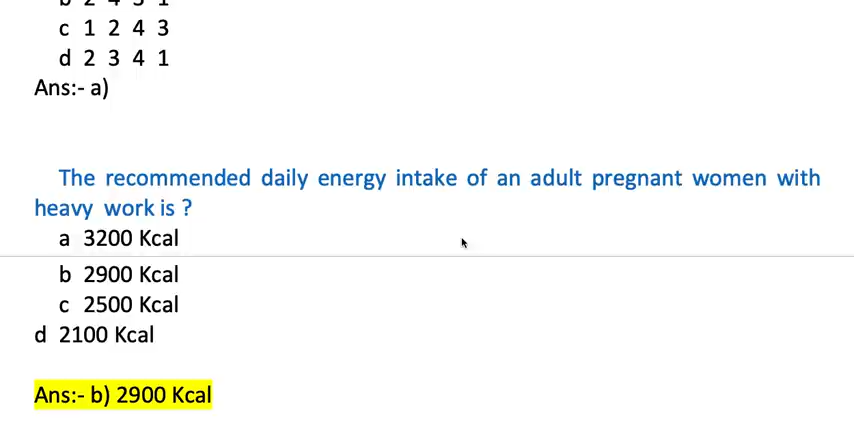 c 1 2 4 3
d 2 3 4 1
Ans:- a)
The recommended daily energy intake of an adult pregnant women with
heavy work is ?
a 3200 Kcal
b 2900 Kcal
c 2500 Kcal
d 2100 Kcal
Ans:- b) 2900 Kcal